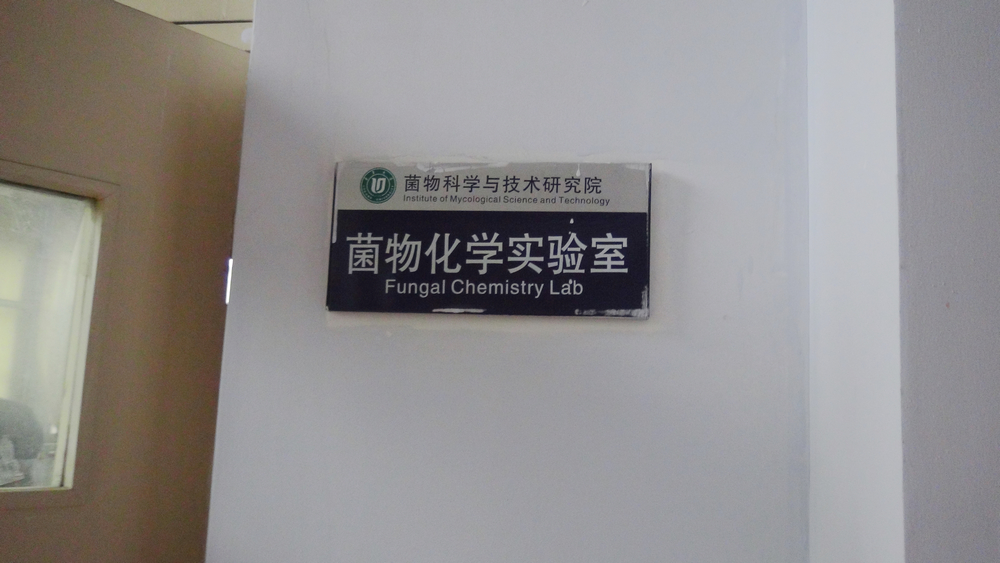 菌物科学与技术研究院
Institute of Mycological Science and Technology
菌物化学实验室
Fungal Chemistry Lab